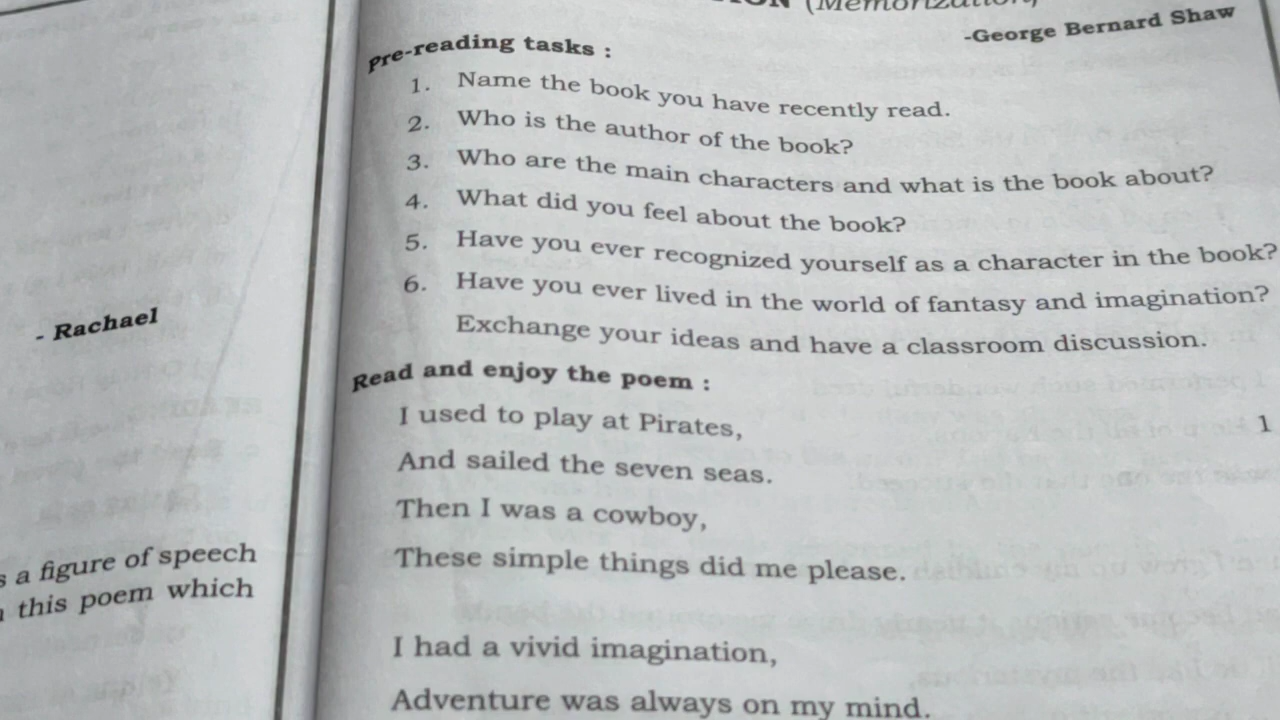 (Memorization)
-George Bernard Shaw
Pre-reading tasks :
1. Name the book you have recently read.
2. Who is the author of the book?
3. Who are the main characters and what is the book about?
4. What did you feel about the book?
5. Have you ever recognized yourself as a character in the book?
6. Have you ever lived in the world of fantasy and imagination?
Exchange your ideas and have a classroom discussion.
Read and enjoy the poem :
I used to play at Pirates,
1
And sailed the seven seas.
Then I was a cowboy,
These simple things did me please.
I had a vivid imagination,
Adventure was always on my mind.
- Rachael
a figure of speech
this poem which